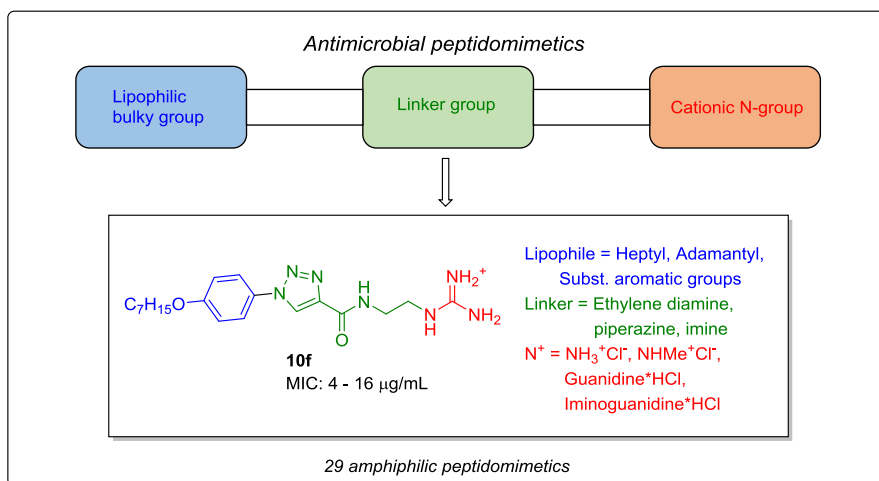 Antimicrobial peptidomimetics
Lipophilic
bulky group
Linker group
Cationic N-group
C₇H₁₅O
N
N
N
O
H
N
N
H
NH₂⁺
NH₂
10f
MIC: 4 - 16 μg/mL
Lipophile = Heptyl, Adamantyl,
Subst. aromatic groups
Linker = Ethylene diamine,
piperazine, imine
N⁺ = NH₃⁺Cl⁻, NHMe⁺Cl⁻,
Guanidine*HCl,
Iminoguanidine*HCl
29 amphiphilic peptidomimetics